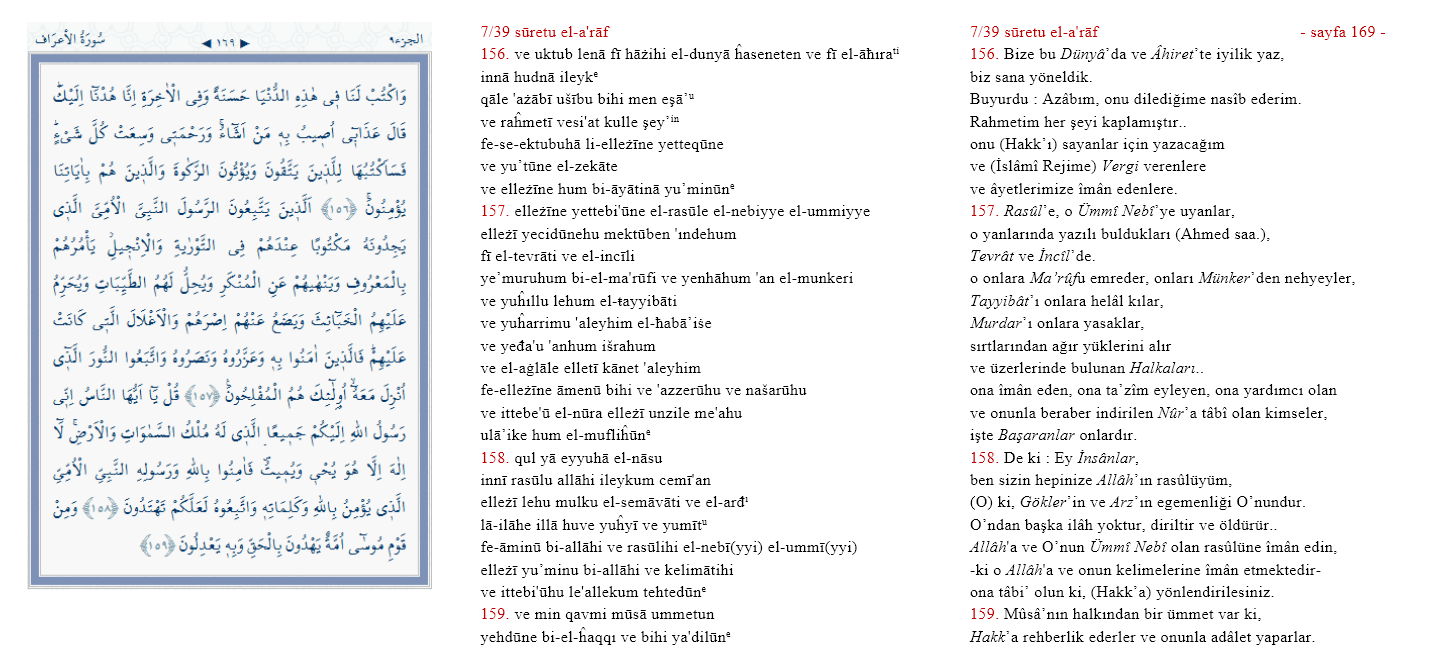 سُورَةُ الْأَعْرَاف
◀ ١٦٩ ▶
الجزء٩
وَاكْتُبْ لَنَا فٖى هٰذِهِ الدُّنْيَا حَسَنَةً وَفِى الْاٰخِرَةِ اِنَّا هُدْنَٓا اِلَيْكَؕ
قَالَ عَذَابٖٓى اُصٖيبُ بِهٖ مَنْ اَشَٓاءُۚ وَرَحْمَتٖى وَسِعَتْ كُلَّ شَىْءٍؕ
فَسَاَكْتُبُهَا لِلَّذٖينَ يَتَّقُونَ وَيُؤْتُونَ الزَّكٰوةَ وَالَّذٖينَ هُمْ بِاٰيَاتِنَا
يُؤْمِنُونَۚ ﴿١٥٦﴾ اَلَّذٖينَ يَتَّبِعُونَ الرَّسُولَ النَّبِىَّ الْاُمِّىَّ الَّذٖى
يَجِدُونَهُ مَكْتُوبًا عِنْدَهُمْ فِى التَّوْرٰيةِ وَالْاِنْجٖيلِؗ يَاْمُرُهُمْ
بِالْمَعْرُوفِ وَيَنْهٰيهُمْ عَنِ الْمُنْكَرِ وَيُحِلُّ لَهُمُ الطَّيِّبَاتِ وَيُحَرِّمُ
عَلَيْهِمُ الْخَبَٓائِثَ وَيَضَعُ عَنْهُمْ اِصْرَهُمْ وَالْاَغْلَالَ الَّتٖى كَانَتْ
عَلَيْهِمْؕ فَالَّذٖينَ اٰمَنُوا بِهٖ وَعَزَّرُوهُ وَنَصَرُوهُ وَاتَّبَعُوا النُّورَ الَّذٖٓى
اُنْزِلَ مَعَهُۙ اُولٰٓئِكَ هُمُ الْمُفْلِحُونَؕ ﴿١٥٧﴾ قُلْ يَٓا اَيُّهَا النَّاسُ اِنّٖى
رَسُولُ اللّٰهِ اِلَيْكُمْ جَمٖيعًاۨ الَّذٖى لَهُ مُلْكُ السَّمٰوَاتِ وَالْاَرْضِۚ لَٓا
اِلٰهَ اِلَّا هُوَ يُحْيٖ وَيُمٖيتُࣕ فَاٰمِنُوا بِاللّٰهِ وَرَسُولِهِ النَّبِىِّ الْاُمِّىِّ
الَّذٖى يُؤْمِنُ بِاللّٰهِ وَكَلِمَاتِهٖ وَاتَّبِعُوهُ لَعَلَّكُمْ تَهْتَدُونَ ﴿١٥٨﴾ وَمِنْ
قَوْمِ مُوسٰٓى اُمَّةٌ يَهْدُونَ بِالْحَقِّ وَبِهٖ يَعْدِلُونَ ﴿١٥٩﴾
7/39 sūretu el-a'rāf
156. ve uktub lenā fī hāżihi el-dunyā ĥaseneten ve fī el-āħıraᵗⁱ
innā hudnā ileykᵉ
qāle 'ażābī ušību bihi men eşā’ᵘ
ve raĥmetī vesi'at kulle şey’ⁱⁿ
fe-se-ektubuhā li-elleżīne yetteqūne
ve yu’tūne el-zekāte
ve elleżīne hum bi-āyātinā yu’minūnᵉ
157. elleżīne yettebi'ūne el-rasūle el-nebiyye el-ummiyye
elleżī yecidūnehu mektūben 'ındehum
fī el-tevrāti ve el-incīli
ye’muruhum bi-el-ma'rūfi ve yenhāhum 'an el-munkeri
ve yuĥıllu lehum el-ŧayyibāti
ve yuĥarrimu 'aleyhim el-ħabā’iŝe
ve yeđa'u 'anhum išrahum
ve el-aġlāle elletī kānet 'aleyhim
fe-elleżīne āmenū bihi ve 'azzerūhu ve našarūhu
ve ittebe'ū el-nūra elleżī unzile me'ahu
ulā’ike hum el-mufliĥūnᵉ
158. qul yā eyyuhā el-nāsu
innī rasūlu allāhi ileykum cemī'an
elleżī lehu mulku el-semāvāti ve el-arđⁱ
lā-ilāhe illā huve yuĥyī ve yumītᵘ
fe-āminū bi-allāhi ve rasūlihi el-nebī(yyi) el-ummī(yyi)
elleżī yu’minu bi-allāhi ve kelimātihi
ve ittebi'ūhu le'allekum tehtedūnᵉ
159. ve min qavmi mūsā ummetun
yehdūne bi-el-ĥaqqı ve bihi ya'dilūnᵉ
7/39 sūretu el-a'rāf - sayfa 169 -
156. Bize bu Dünyâ’da ve Âhiret’te iyilik yaz,
biz sana yöneldik.
Buyurdu : Azâbım, onu dilediğime nasîb ederim.
Rahmetim her şeyi kaplamıştır..
onu (Hakk’ı) sayanlar için yazacağım
ve (İslâmî Rejime) Vergi verenlere
ve âyetlerimize îmân edenlere.
157. Rasûl’e, o Ümmî Nebî’ye uyanlar,
o yanlarında yazılı buldukları (Ahmed saa.),
Tevrât ve İncîl’de.
o onlara Ma’rûfu emreder, onları Münker’den nehyeyler,
Tayyibât’ı onlara helâl kılar,
Murdar’ı onlara yasaklar,
sırtlarından ağır yüklerini alır
ve üzerlerinde bulunan Halkaları..
ona îmân eden, ona ta’zîm eyleyen, ona yardımcı olan
ve onunla beraber indirilen Nûr’a tâbî olan kimseler,
işte Başaranlar onlardır.
158. De ki : Ey İnsânlar,
ben sizin hepinize Allâh’ın rasûlüyüm,
(O) ki, Gökler’in ve Arz’ın egemenliği O’nundur.
O’ndan başka ilâh yoktur, diriltir ve öldürür..
Allâh'a ve O’nun Ümmî Nebî olan rasûlüne îmân edin,
-ki o Allâh'a ve onun kelimelerine îmân etmektedir-
ona tâbi’ olun ki, (Hakk’a) yönlendirilesiniz.
159. Mûsâ’nın halkından bir ümmet var ki,
Hakk’a rehberlik ederler ve onunla adâlet yaparlar.